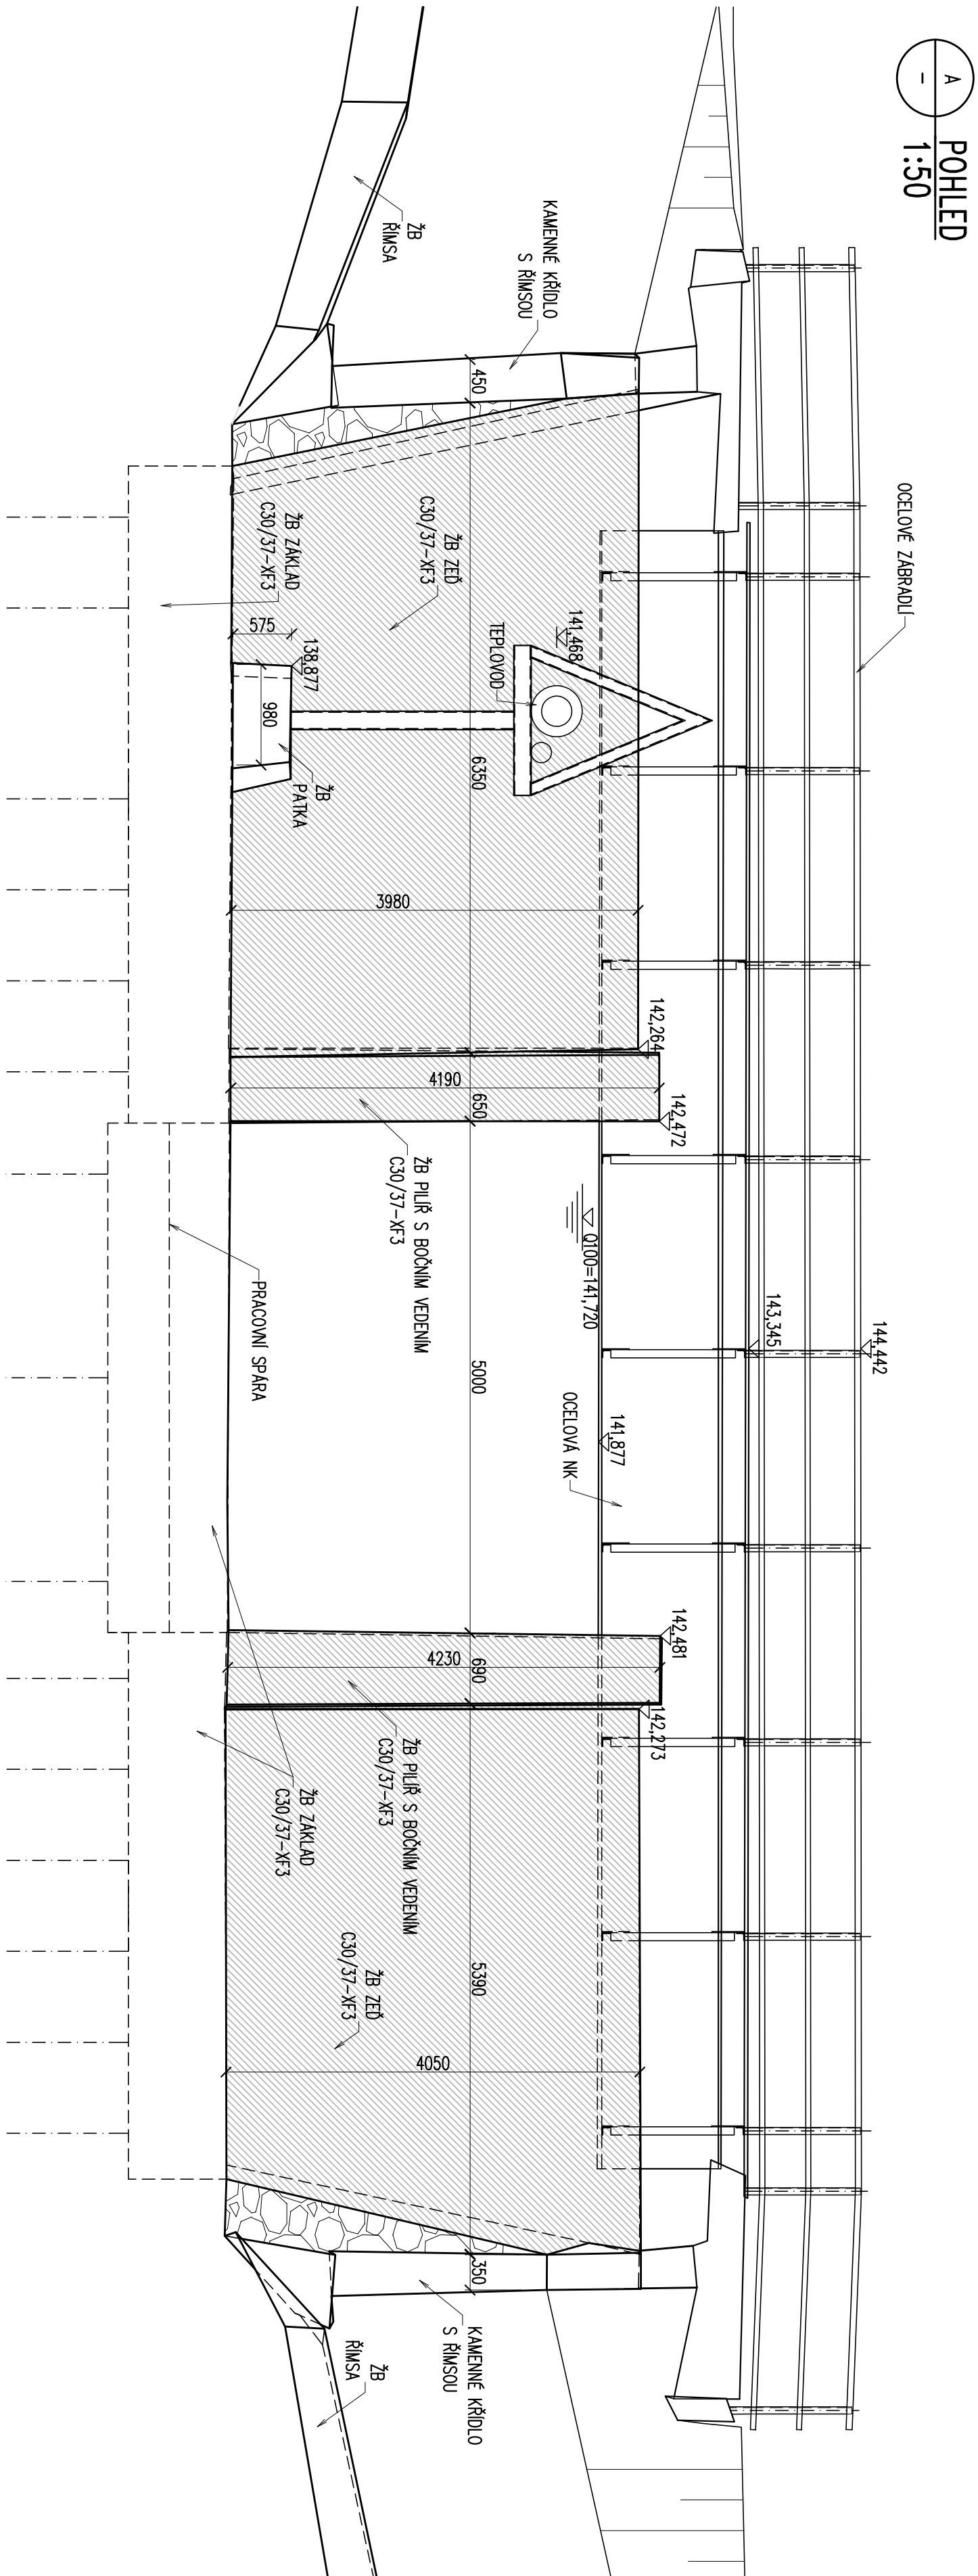 A
-
POHLED
1:50
OCELOVÉ ZÁBRADLÍ
144,442
143,345
KAMENNÉ KŘÍDLO
S ŘÍMSOU
ŽB
ŘÍMSA
450
141,468
TEPLOVOD
ŽB ZEĎ
C30/37-XF3
ŽB ZÁKLAD
C30/37-XF3
575
138,877
980
ŽB
PATKA
6350
3980
142,264
4190
650
142,472
ŽB PILÍŘ S BOČNÍM VEDENÍM
C30/37-XF3
Q100=141,720
PRACOVNÍ SPÁRA
5000
141,877
OCELOVÁ NK
142,481
4230
690
142,273
ŽB PILÍŘ S BOČNÍM VEDENÍM
C30/37-XF3
ŽB ZÁKLAD
C30/37-XF3
ŽB ZEĎ
C30/37-XF3
5390
4050
350
KAMENNÉ KŘÍDLO
S ŘÍMSOU
ŽB
ŘÍMSA